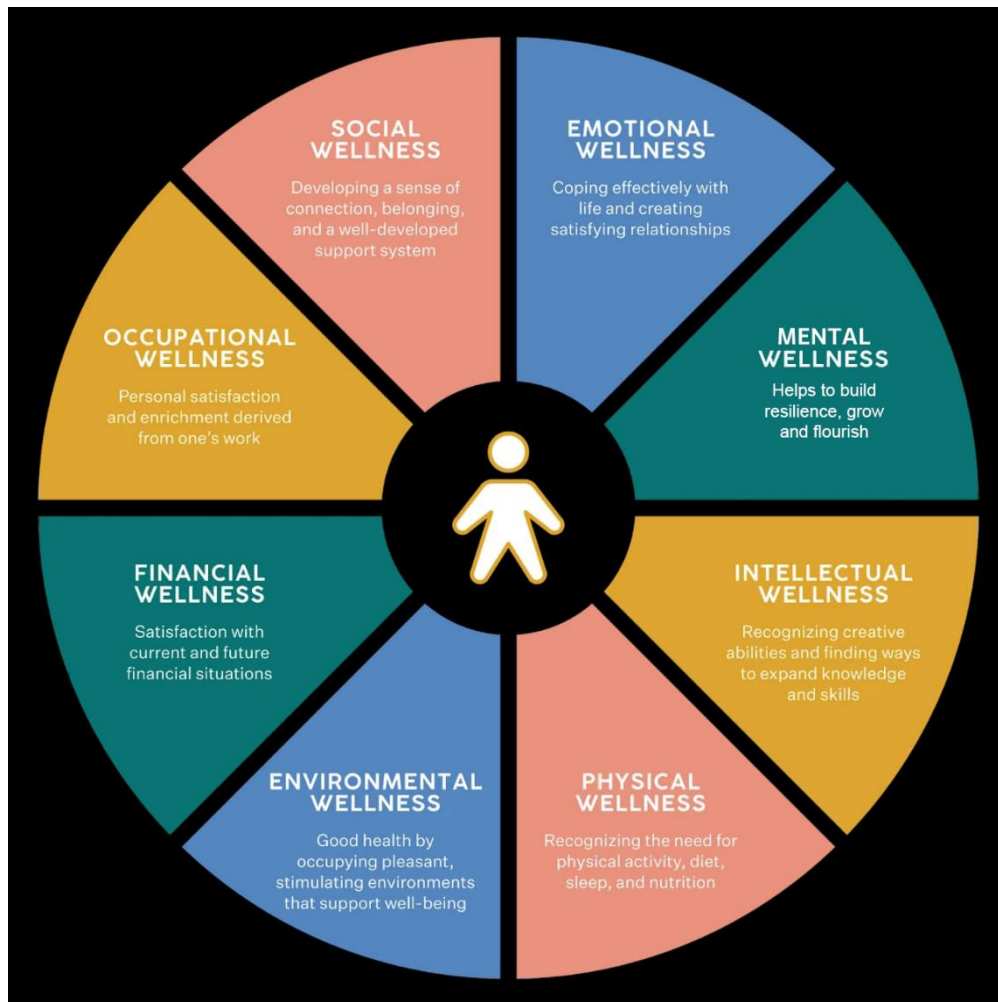 SOCIAL
WELLNESS
Developing a sense of
connection, belonging,
and a well-developed
support system
EMOTIONAL
WELLNESS
Coping effectively with
life and creating
satisfying relationships
MENTAL
WELLNESS
Helps to build
resilience, grow
and flourish
INTELLECTUAL
WELLNESS
Recognizing creative
abilities and finding ways
to expand knowledge
and skills
PHYSICAL
WELLNESS
Recognizing the need for
physical activity, diet,
sleep, and nutrition
ENVIRONMENTAL
WELLNESS
Good health by
occupying pleasant,
stimulating environments
that support well-being
FINANCIAL
WELLNESS
Satisfaction with
current and future
financial situations
OCCUPATIONAL
WELLNESS
Personal satisfaction
and enrichment derived
from one's work